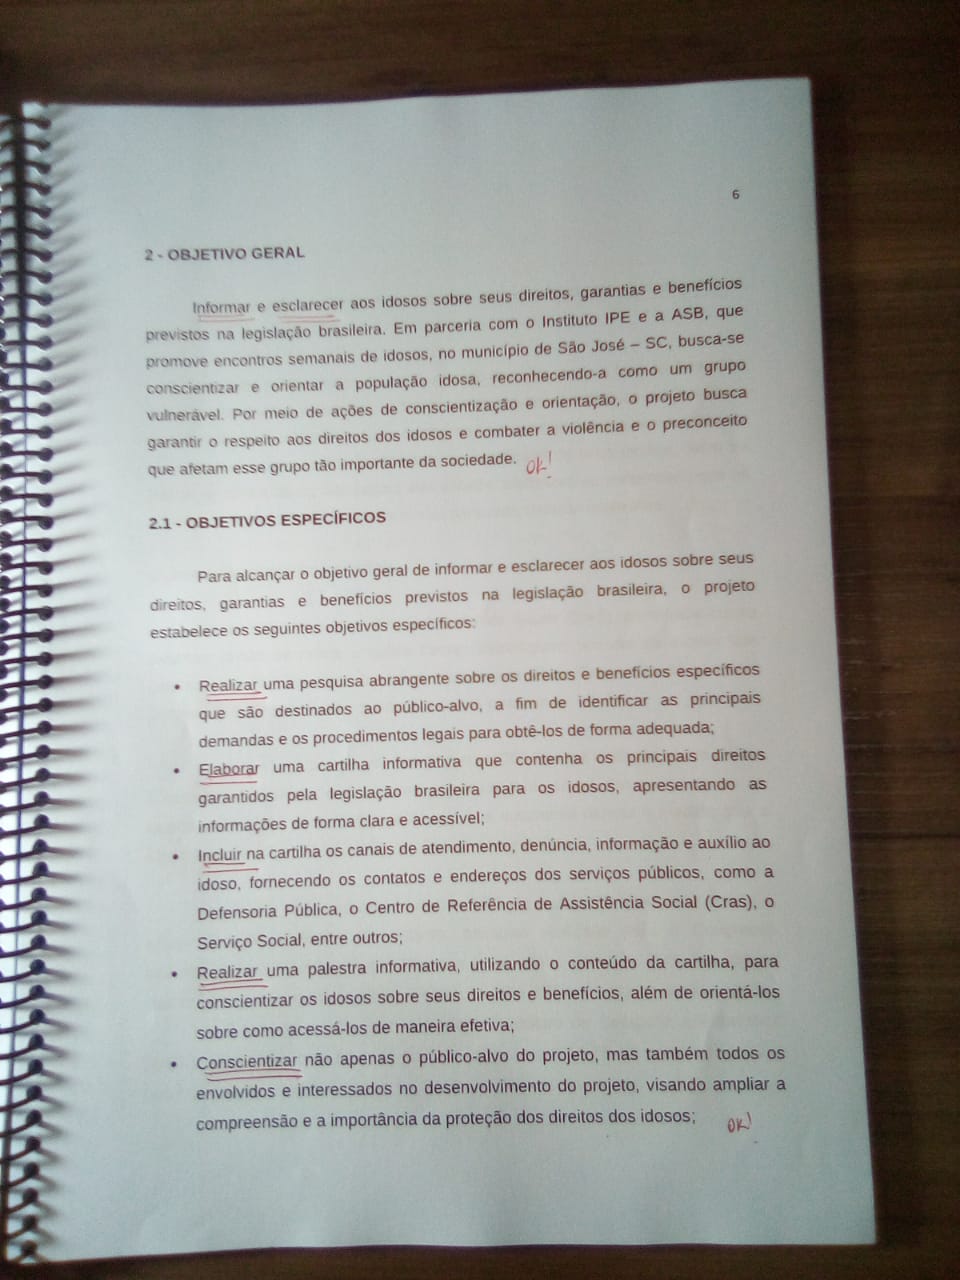 6
2 - OBJETIVO GERAL
Informar e esclarecer aos idosos sobre seus direitos, garantias e benefícios
previstos na legislação brasileira. Em parceria com o Instituto IPE e a ASB, que
promove encontros semanais de idosos, no município de São José – SC, busca-se
conscientizar e orientar a população idosa, reconhecendo-a como um grupo
vulnerável. Por meio de ações de conscientização e orientação, o projeto busca
garantir o respeito aos direitos dos idosos e combater a violência e o preconceito
que afetam esse grupo tão importante da sociedade. OK!
2.1 - OBJETIVOS ESPECÍFICOS
Para alcançar o objetivo geral de informar e esclarecer aos idosos sobre seus
direitos, garantias e benefícios previstos na legislação brasileira, o projeto
estabelece os seguintes objetivos específicos:
• Realizar uma pesquisa abrangente sobre os direitos e benefícios específicos
que são destinados ao público-alvo, a fim de identificar as principais
demandas e os procedimentos legais para obtê-los de forma adequada;
• Elaborar uma cartilha informativa que contenha os principais direitos
garantidos pela legislação brasileira para os idosos, apresentando as
informações de forma clara e acessível;
• Incluir na cartilha os canais de atendimento, denúncia, informação e auxílio ao
idoso, fornecendo os contatos e endereços dos serviços públicos, como a
Defensoria Pública, o Centro de Referência de Assistência Social (Cras), o
Serviço Social, entre outros;
• Realizar uma palestra informativa, utilizando o conteúdo da cartilha, para
conscientizar os idosos sobre seus direitos e benefícios, além de orientá-los
sobre como acessá-los de maneira efetiva;
• Conscientizar não apenas o público-alvo do projeto, mas também todos os
envolvidos e interessados no desenvolvimento do projeto, visando ampliar a
compreensão e a importância da proteção dos direitos dos idosos; OK!